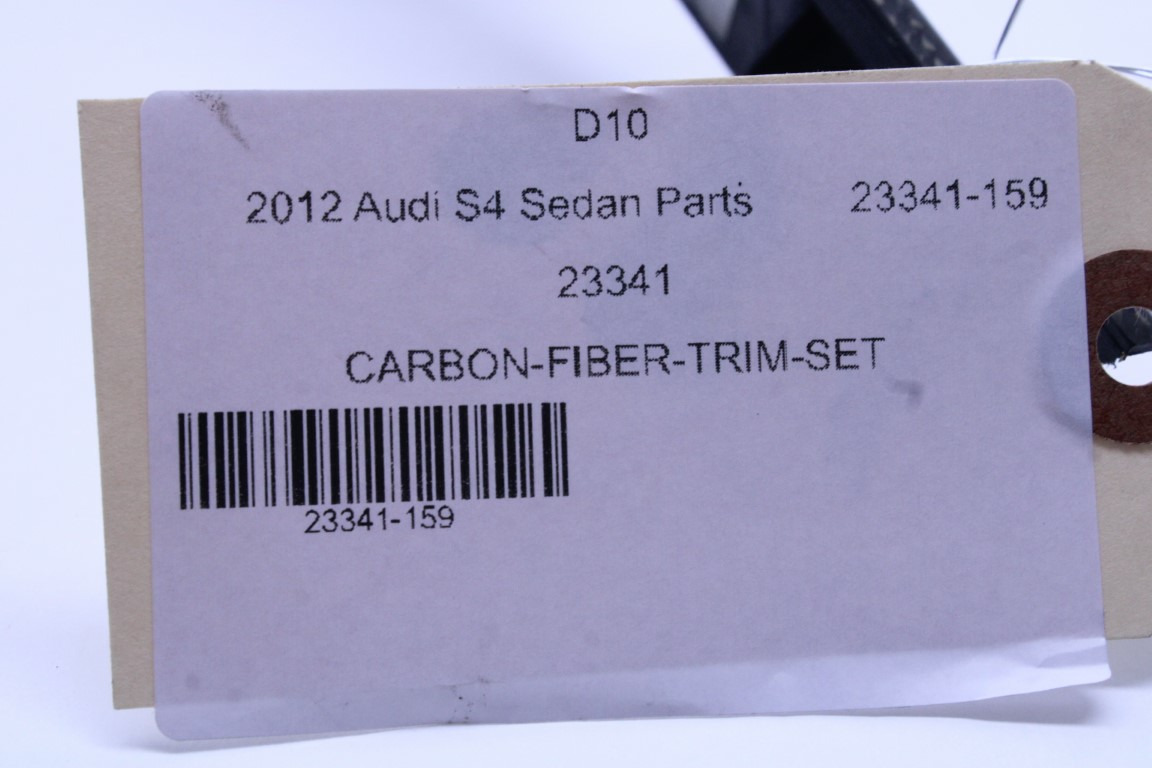 D10
2012 Audi S4 Sedan Parts 23341-159
23341
CARBON-FIBER-TRIM-SET
23341-159